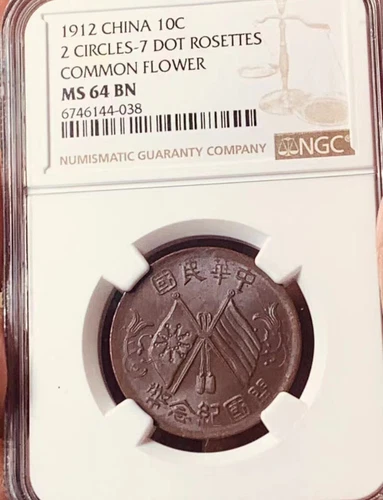 1912 CHINA 10C
2 CIRCLES-7 DOT ROSETTES
COMMON FLOWER
MS 64 BN
6746144-038
NUMISMATIC GUARANTY COMPANY NGC
國民華中
幣念紀國開